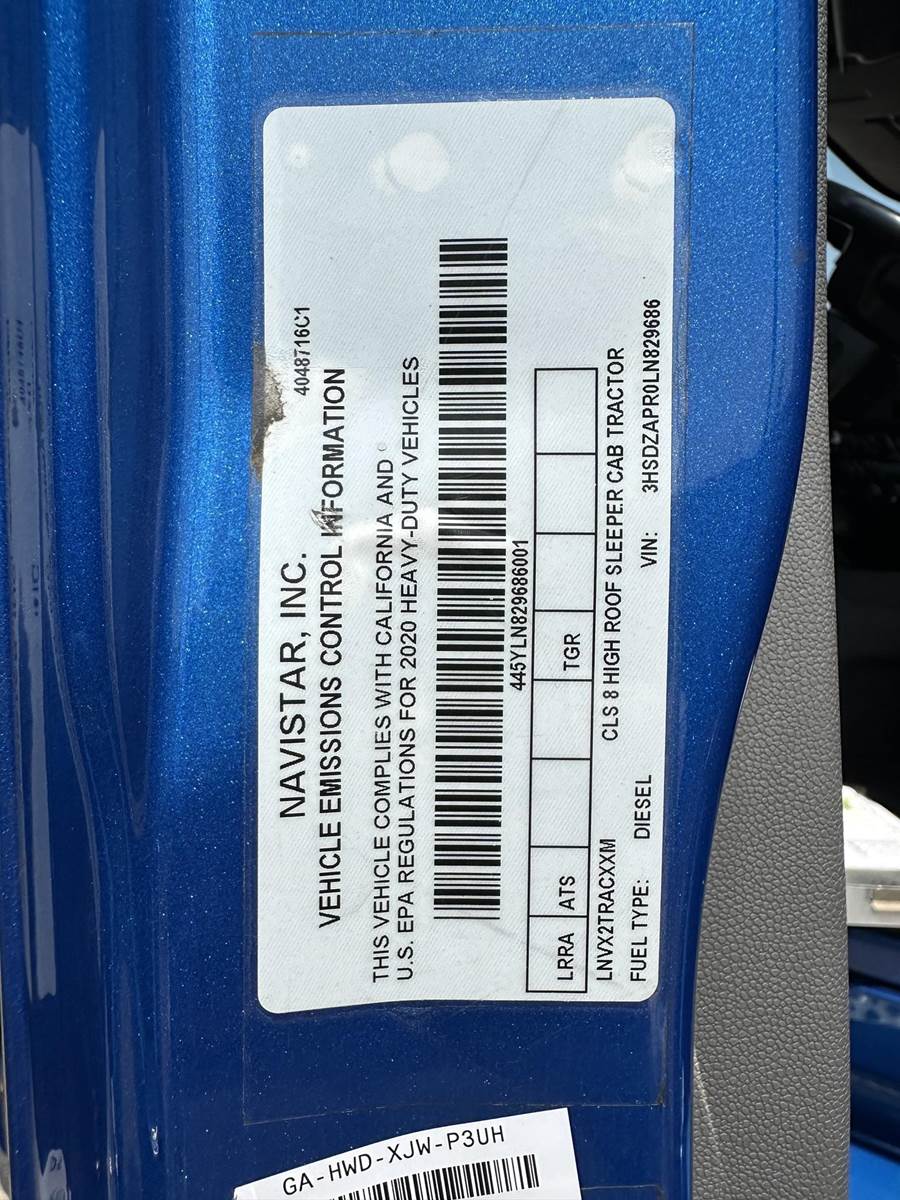 4048716C1
NAVISTAR, INC.
VEHICLE EMISSIONS CONTROL INFORMATION
THIS VEHICLE COMPLIES WITH CALIFORNIA AND
U.S. EPA REGULATIONS FOR 2020 HEAVY-DUTY VEHICLES
445YLN829686001
LRRA ATS TGR
LNVX2TRACXXM CLS 8 HIGH ROOF SLEEPER CAB TRACTOR
FUEL TYPE: DIESEL VIN: 3HSDZAPR0LN829686
GA-HWD-XJW-P3UH